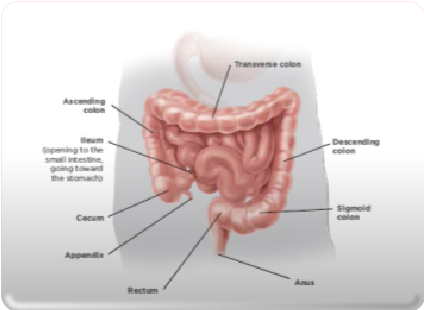 Transverse colon
Ascending
colon
Ileum
(opening to the
small intestine,
going toward
the stomach)
Descending
colon
Cecum
Sigmoid
colon
Appendix
Rectum
Anus